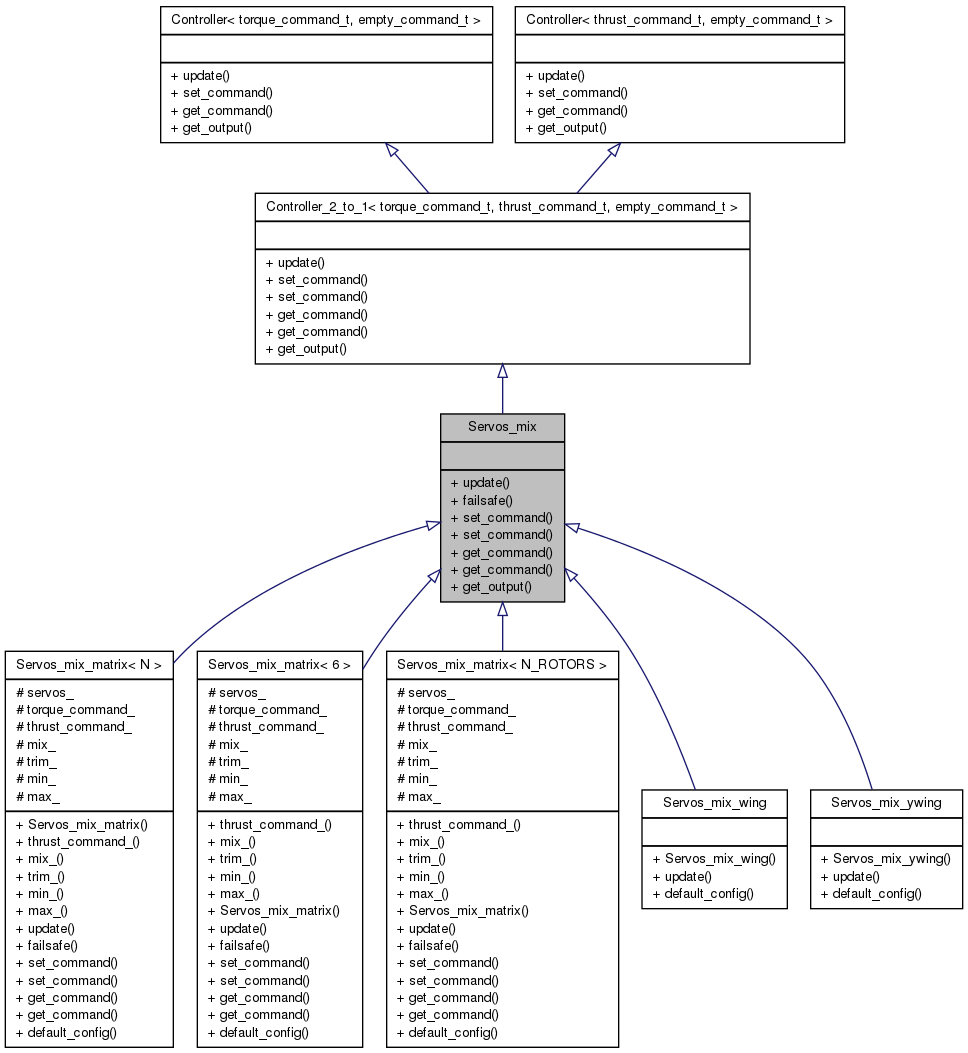 Controller< torque_command_t, empty_command_t >
+ update()
+ set_command()
+ get_command()
+ get_output()
Controller< thrust_command_t, empty_command_t >
+ update()
+ set_command()
+ get_command()
+ get_output()
Controller_2_to_1< torque_command_t, thrust_command_t, empty_command_t >
+ update()
+ set_command()
+ set_command()
+ get_command()
+ get_command()
+ get_output()
Servos_mix
+ update()
+ failsafe()
+ set_command()
+ set_command()
+ get_command()
+ get_command()
+ get_output()
Servos_mix_matrix< N >
# servos_
# torque_command_
# thrust_command_
# mix_
# trim_
# min_
# max_
+ Servos_mix_matrix()
+ thrust_command_()
+ mix_()
+ trim_()
+ min_()
+ max_()
+ update()
+ failsafe()
+ set_command()
+ set_command()
+ get_command()
+ get_command()
+ default_config()
Servos_mix_matrix< 6 >
# servos_
# torque_command_
# thrust_command_
# mix_
# trim_
# min_
# max_
+ thrust_command_()
+ mix_()
+ trim_()
+ min_()
+ max_()
+ Servos_mix_matrix()
+ update()
+ failsafe()
+ set_command()
+ set_command()
+ get_command()
+ get_command()
+ default_config()
Servos_mix_matrix< N_ROTORS >
# servos_
# torque_command_
# thrust_command_
# mix_
# trim_
# min_
# max_
+ thrust_command_()
+ mix_()
+ trim_()
+ min_()
+ max_()
+ Servos_mix_matrix()
+ update()
+ failsafe()
+ set_command()
+ set_command()
+ get_command()
+ get_command()
+ default_config()
Servos_mix_wing
+ Servos_mix_wing()
+ update()
+ default_config()
Servos_mix_ywing
+ Servos_mix_ywing()
+ update()
+ default_config()